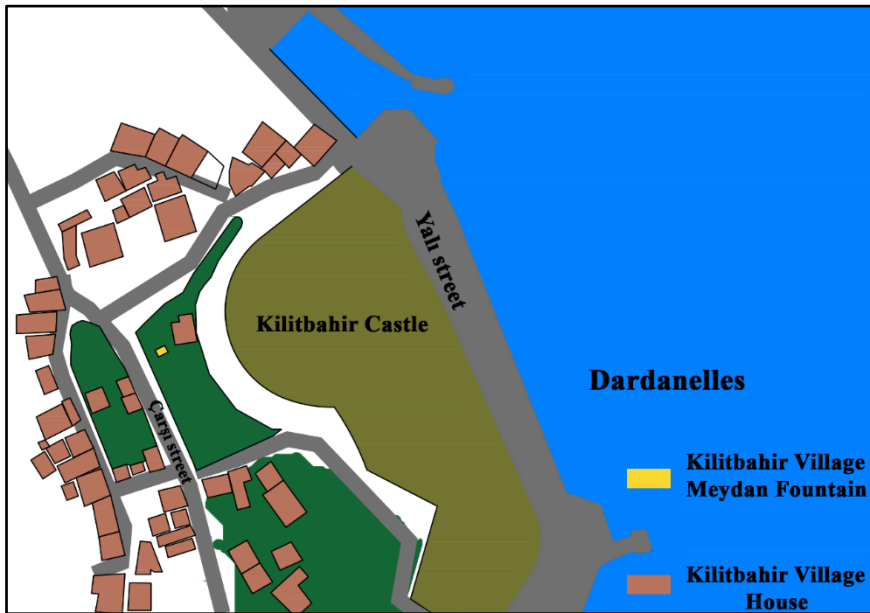 Yalı street
Kilitbahir Castle
Dardanelles
Çarşı street
Kilitbahir Village
Meydan Fountain
Kilitbahir Village
House